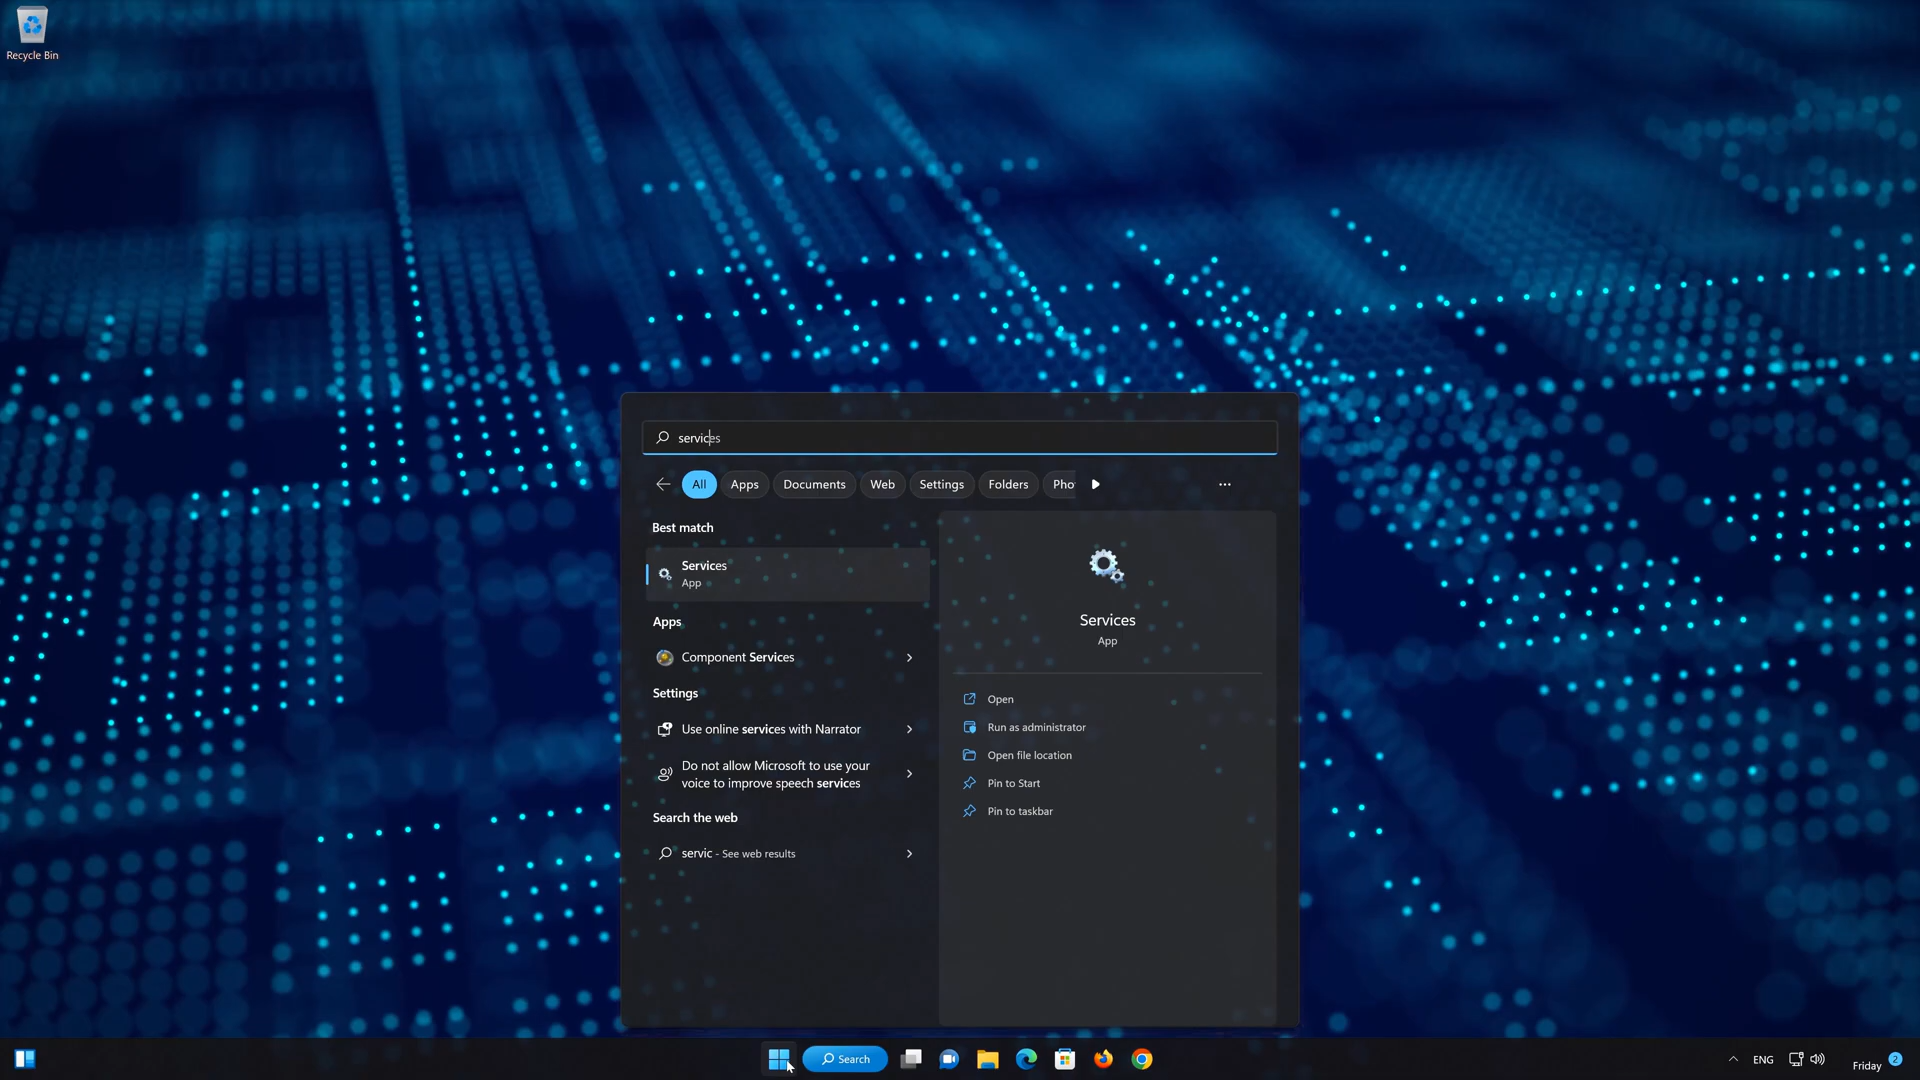 Recycle Bin
services
All
Apps
Documents
Web
Settings
Folders
Pho
Best match
Services
App
Apps
Component Services
Settings
Use online services with Narrator
Do not allow Microsoft to use your
voice to improve speech services
Search the web
servic - See web results
Services
App
Open
Run as administrator
Open file location
Pin to Start
Pin to taskbar
Search
ENG
Friday
2